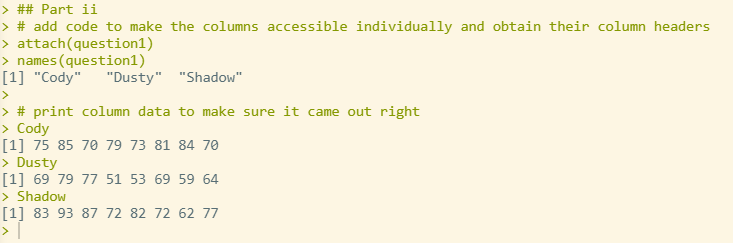 > ## Part ii
> # add code to make the columns accessible individually and obtain their column headers
> attach(question1)
> names(question1)
[1] "Cody"   "Dusty"  "Shadow"
>
> # print column data to make sure it came out right
> Cody
[1] 75 85 70 79 73 81 84 70
> Dusty
[1] 69 79 77 51 53 69 59 64
> Shadow
[1] 83 93 87 72 82 72 62 77
>